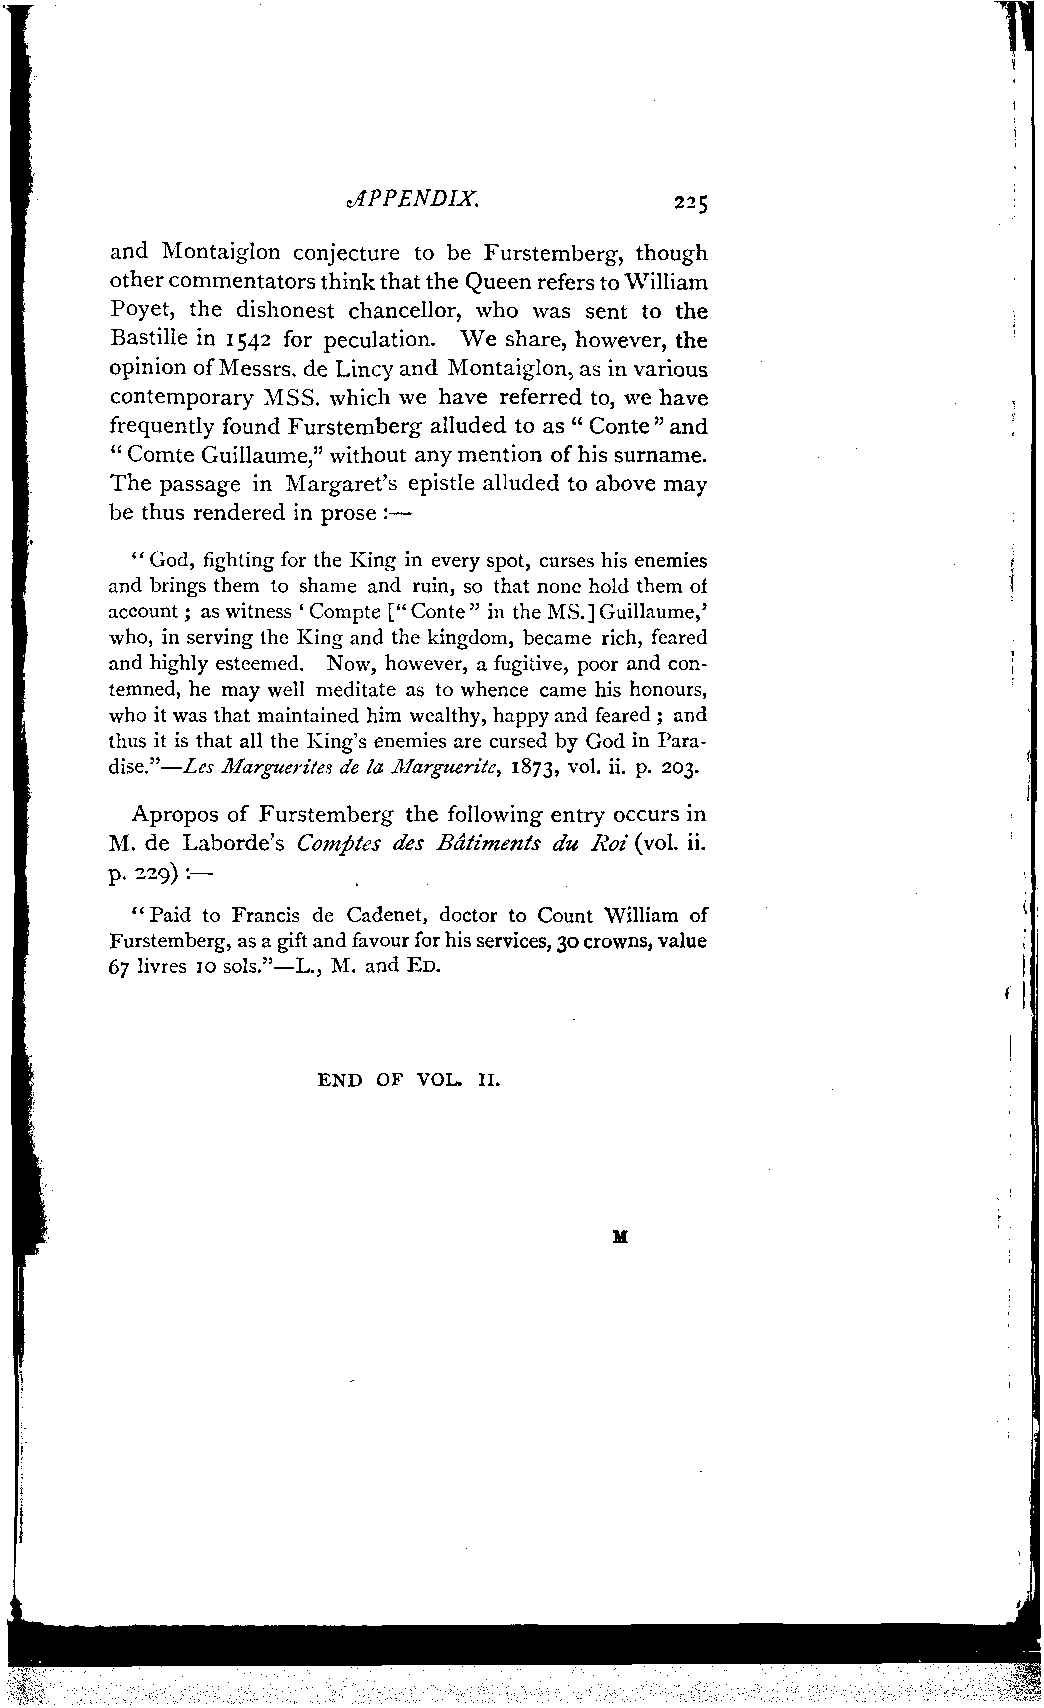 APPENDIX. 225
and Montaiglon conjecture to be Furstemberg, though
other commentators think that the Queen refers to William
Poyet, the dishonest chancellor, who was sent to the
Bastille in 1542 for peculation. We share, however, the
opinion of Messrs. de Lincy and Montaiglon, as in various
contemporary MSS. which we have referred to, we have
frequently found Furstemberg alluded to as “ Conte ” and
“ Comte Guillaume,” without any mention of his surname.
The passage in Margaret’s epistle alluded to above may
be thus rendered in prose :—
“ God, fighting for the King in every spot, curses his enemies
and brings them to shame and ruin, so that none hold them of
account ; as witness ‘ Compte [“ Conte ” in the MS.] Guillaume,’
who, in serving the King and the kingdom, became rich, feared
and highly esteemed. Now, however, a fugitive, poor and con-
temned, he may well meditate as to whence came his honours,
who it was that maintained him wealthy, happy and feared ; and
thus it is that all the King’s enemies are cursed by God in Para-
dise.”—Les Marguerites de la Marguerite, 1873, vol. ii. p. 203.
Apropos of Furstemberg the following entry occurs in
M. de Laborde’s Comptes des Bâtiments du Roi (vol. ii.
p. 229) :—
“ Paid to Francis de Cadenet, doctor to Count William of
Furstemberg, as a gift and favour for his services, 30 crowns, value
67 livres 10 sols.”—L., M. and ED.
END OF VOL. II.
M